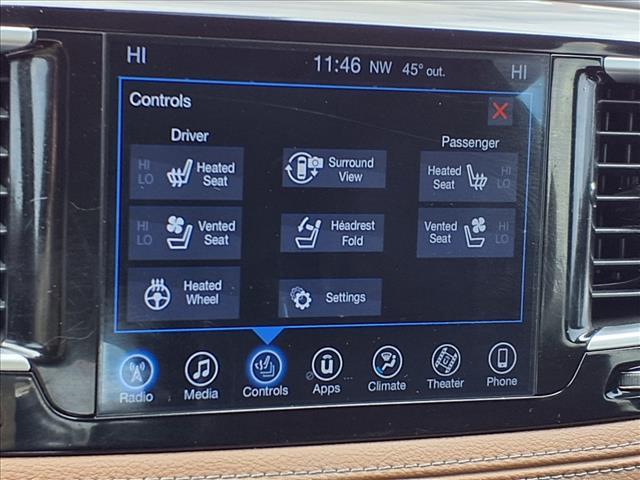 HI 11:46 NW 45° out. HI
Controls
Driver
Passenger
HI
LO
Heated
Seat
Surround
View
Heated
Seat
HI
LO
HI
LO
Vented
Seat
Headrest
Fold
Vented
Seat
HI
LO
Heated
Wheel
Settings
Radio
Media
Controls
Apps
Climate
Theater
Phone